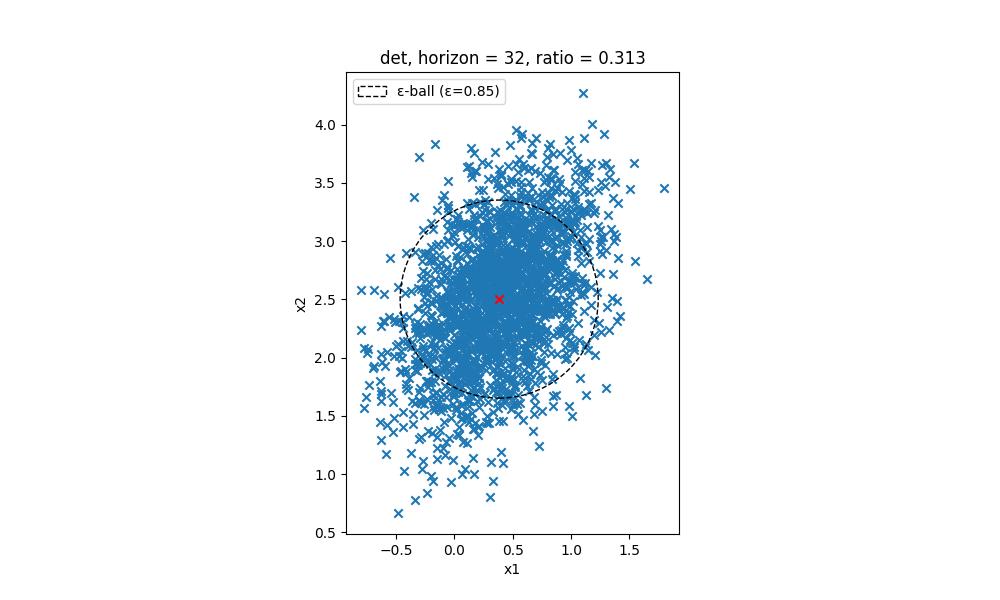 det, horizon = 32, ratio = 0.313
ε-ball (ε=0.85)
4.0
3.5
3.0
2.5
2.0
1.5
1.0
0.5
x2
−0.5 0.0 0.5 1.0 1.5
x1